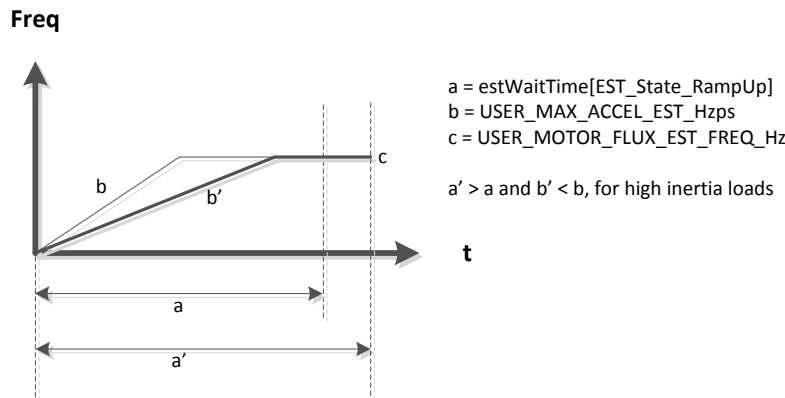 Freq
a = estWaitTime[EST_State_RampUp]
b = USER_MAX_ACCEL_EST_Hzps
c = USER_MOTOR_FLUX_EST_FREQ_Hz
a’ > a and b’ < b, for high inertia loads
c
b
b’
t
a
a’